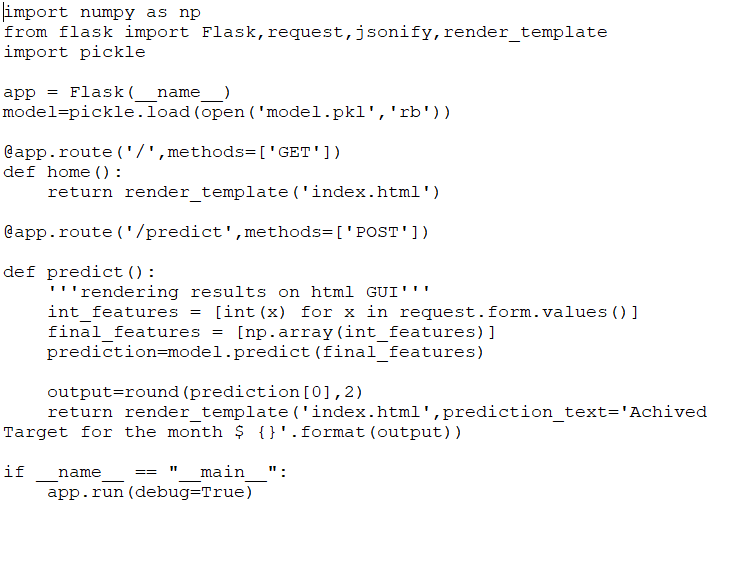 import numpy as np
from flask import Flask,request,jsonify,render_template
import pickle

app = Flask(__name__)
model=pickle.load(open('model.pkl','rb'))

@app.route('/',methods=['GET'])
def home():
    return render_template('index.html')

@app.route('/predict',methods=['POST'])

def predict():
    '''rendering results on html GUI'''
    int_features = [int(x) for x in request.form.values()]
    final_features = [np.array(int_features)]
    prediction=model.predict(final_features)

    output=round(prediction[0],2)
    return render_template('index.html',prediction_text='Achived
Target for the month $ {}'.format(output))

if __name__ == "__main__":
    app.run(debug=True)